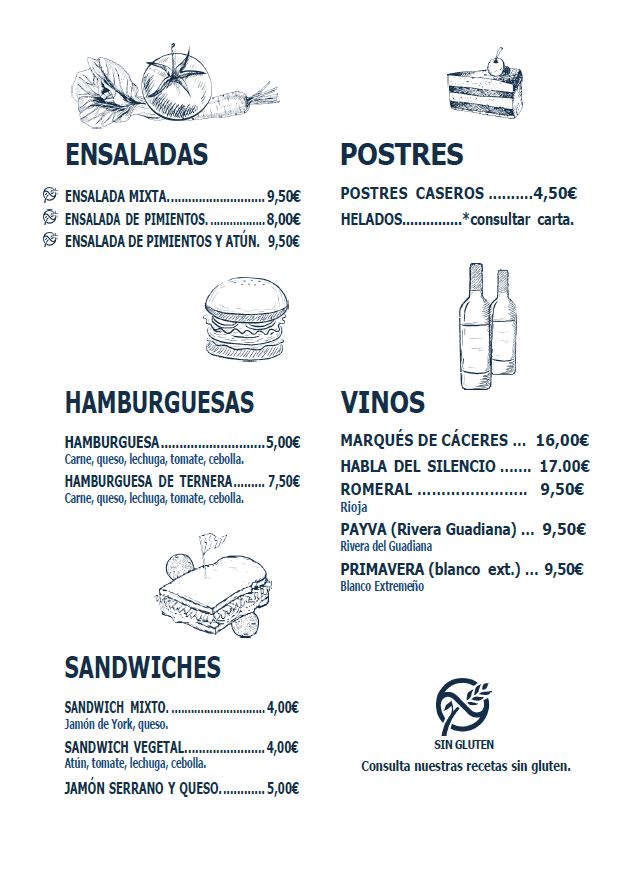 ENSALADAS
ENSALADA MIXTA............................ 9,50€
ENSALADA DE PIMIENTOS................. 8,00€
ENSALADA DE PIMIENTOS Y ATÚN. 9,50€
HAMBURGUESAS
HAMBURGUESA............................5,00€
Carne, queso, lechuga, tomate, cebolla.
HAMBURGUESA DE TERNERA......... 7,50€
Carne, queso, lechuga, tomate, cebolla.
SANDWICHES
SANDWICH MIXTO.............................. 4,00€
Jamón de York, queso.
SANDWICH VEGETAL....................... 4,00€
Atún, tomate, lechuga, cebolla.
JAMÓN SERRANO Y QUESO............. 5,00€
POSTRES
POSTRES CASEROS ..........4,50€
HELADOS...............*consultar carta.
VINOS
MARQUÉS DE CÁCERES ... 16,00€
HABLA DEL SILENCIO ....... 17.00€
ROMERAL ...................... 9,50€
Rioja
PAYVA (Rivera Guadiana) ... 9,50€
Rivera del Guadiana
PRIMAVERA (blanco ext.) ... 9,50€
Blanco Extremeño
SIN GLUTEN
Consulta nuestras recetas sin gluten.